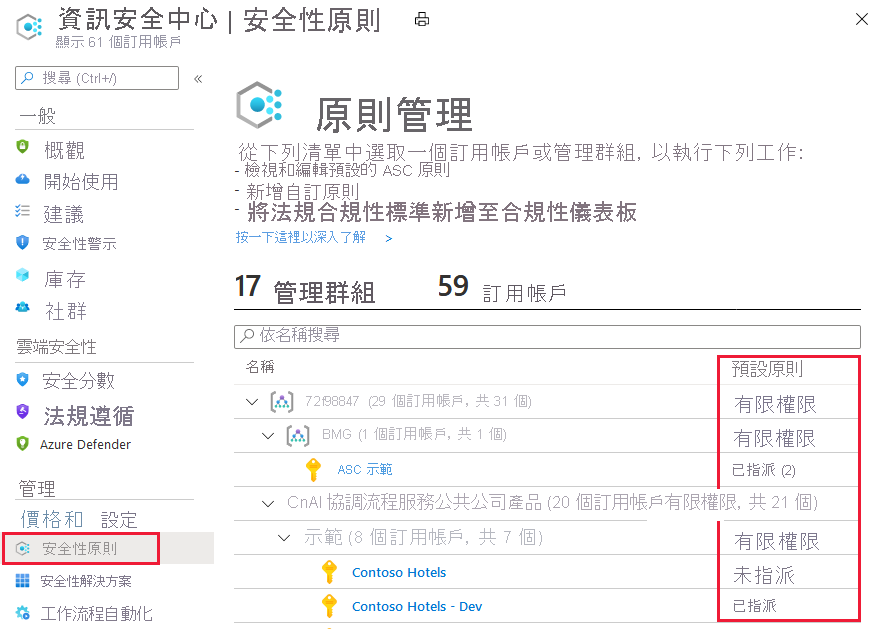 資訊安全中心 | 安全性原則
顯示 61 個訂用帳戶
搜尋 (Ctrl+/)
«
一般
概觀
開始使用
建議
安全性警示
庫存
社群
雲端安全性
安全分數
法規遵循
Azure Defender
管理
價格和 設定
安全性原則
安全性解決方案
工作流程自動化
原則管理
從下列清單中選取一個訂用帳戶或管理群組, 以執行下列工作:
- 檢視和編輯預設的 ASC 原則
- 新增自訂原則
- 將法規合規性標準新增至合規性儀表板
按一下這裡以深入了解 >
17 管理群組 59 訂用帳戶
依名稱搜尋
名稱 預設原則
72f98847 (29 個訂用帳戶, 共 31 個) 有限權限
BMG (1 個訂用帳戶, 共 1 個) 有限權限
ASC 示範 已指派 (2)
CnAI 協調流程服務公共公司產品 (20 個訂用帳戶有限權限, 共 21 個)
示範 (8 個訂用帳戶, 共 7 個) 有限權限
Contoso Hotels 未指派
Contoso Hotels - Dev 已指派